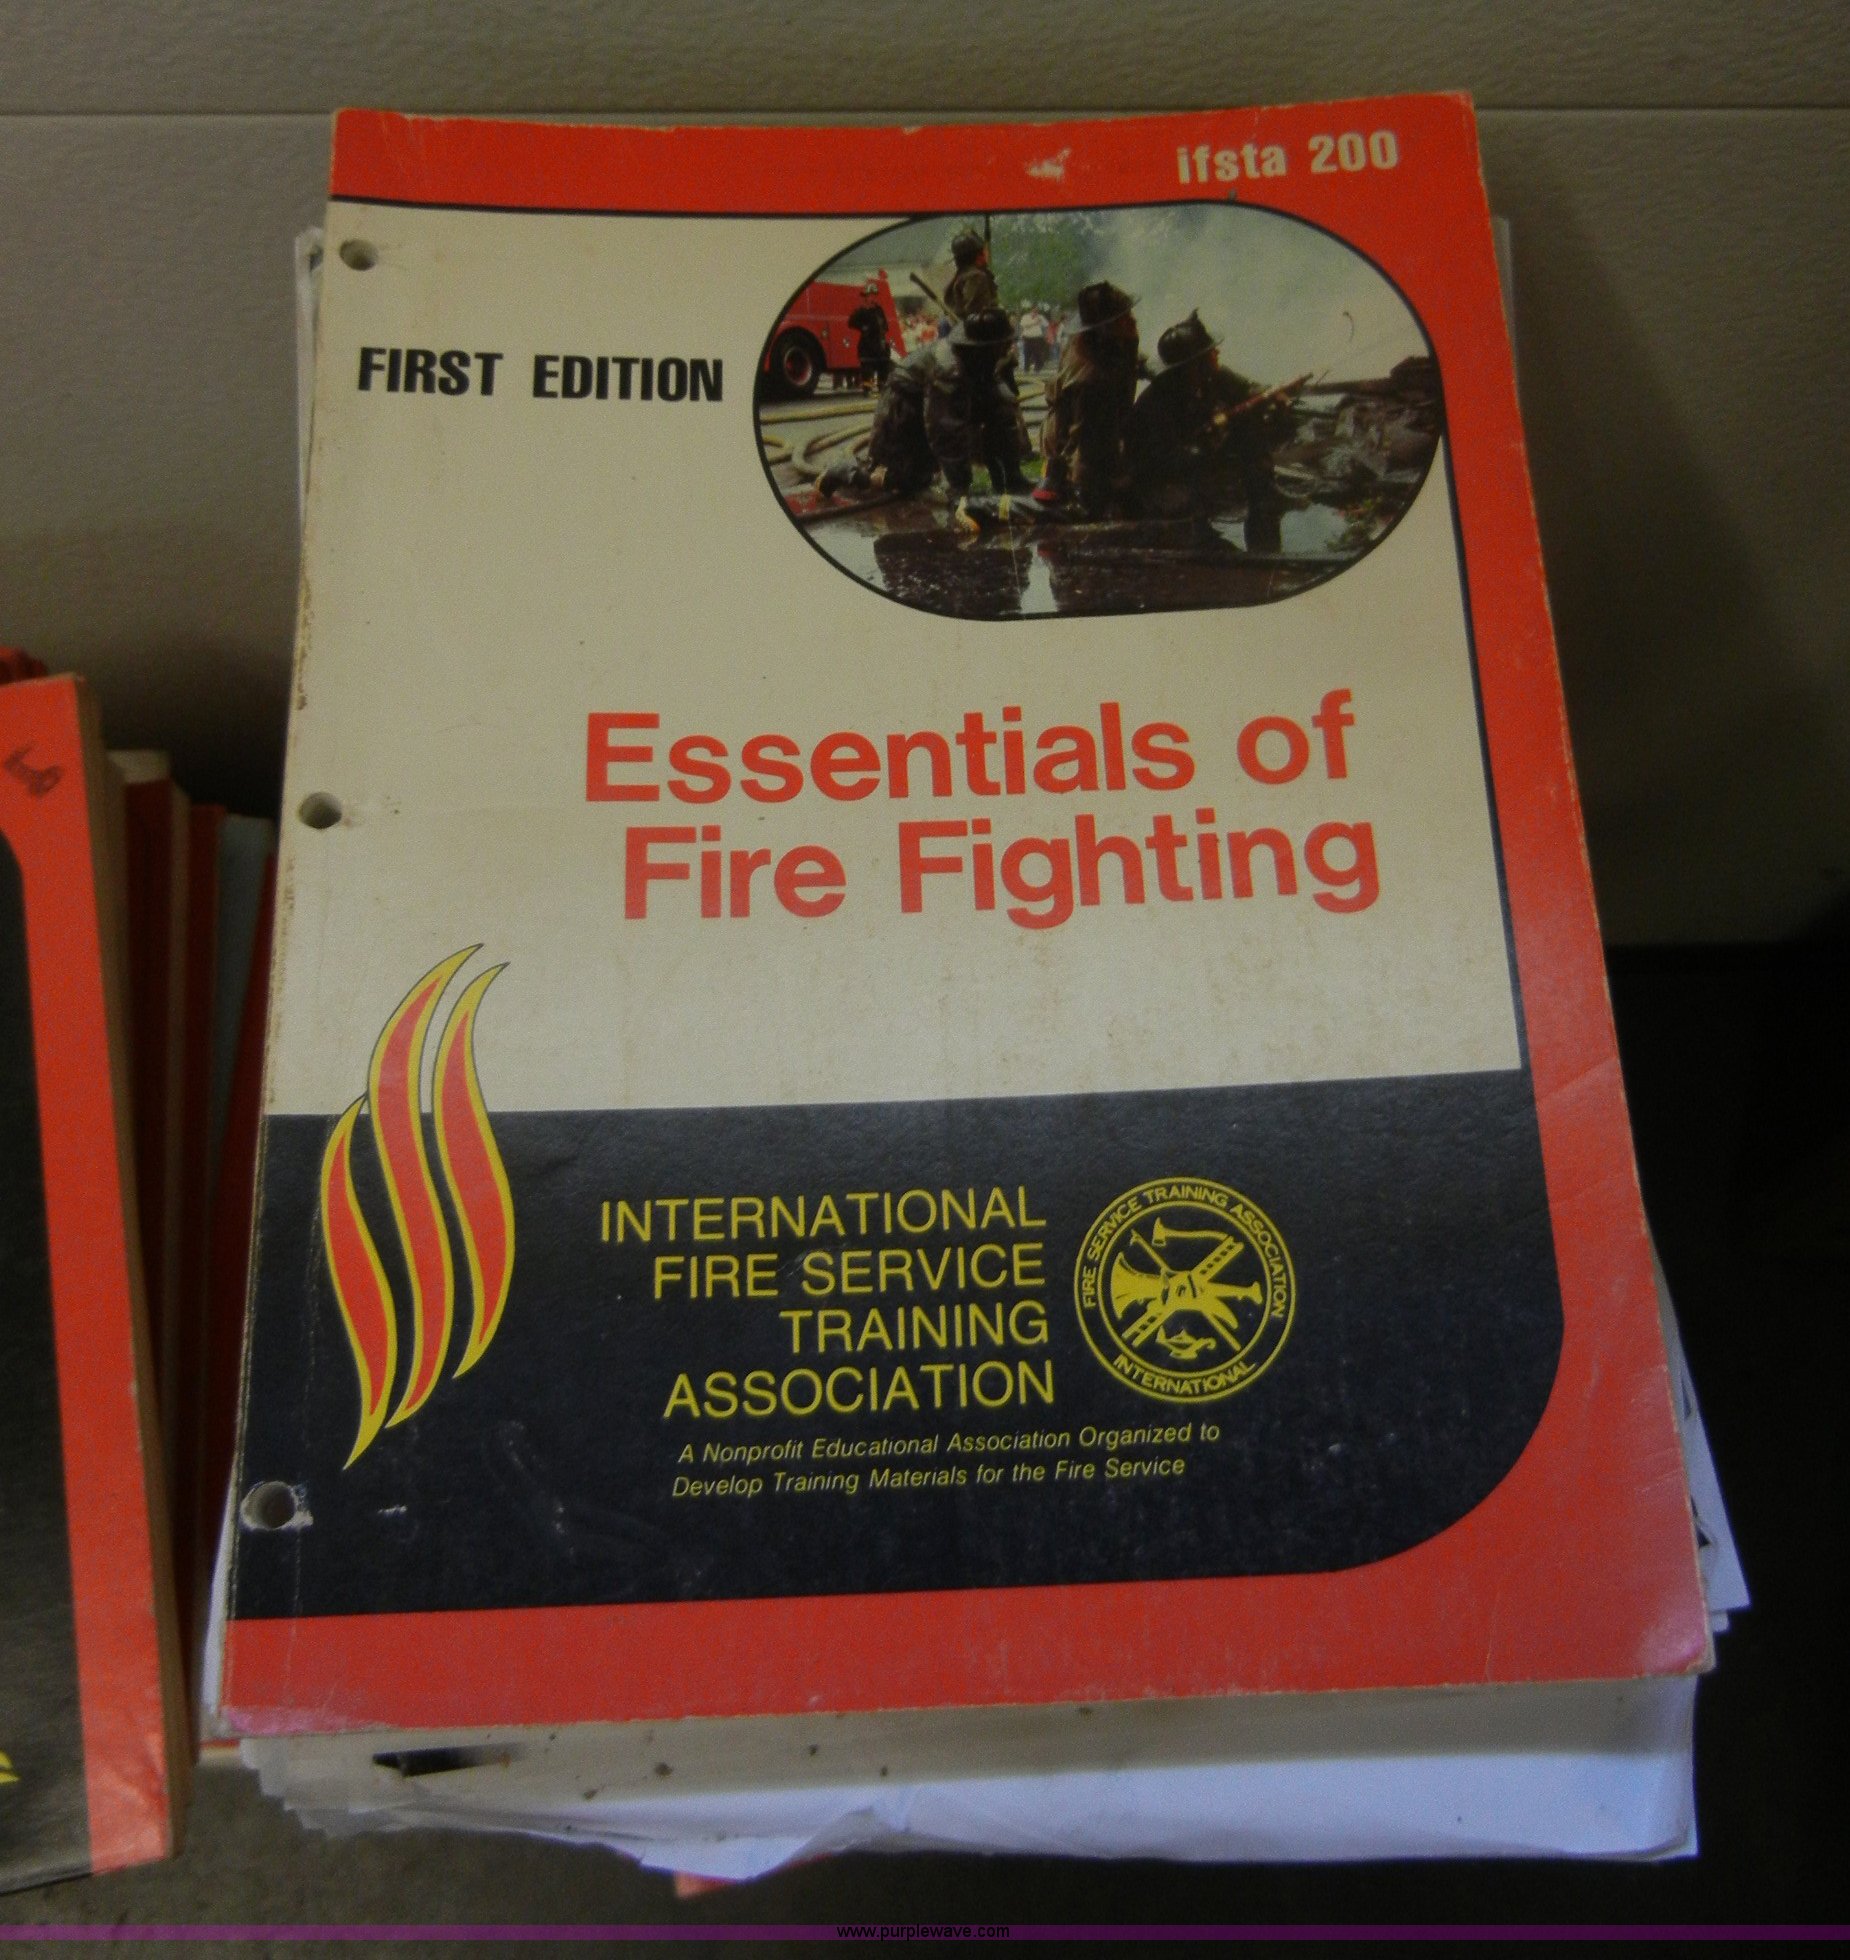 ifsta 200
FIRST EDITION
Essentials of
Fire Fighting
INTERNATIONAL
FIRE SERVICE
TRAINING
ASSOCIATION
FIRE SERVICE TRAINING ASSOCIATION
INTERNATIONAL
A Nonprofit Educational Association Organized to
Develop Training Materials for the Fire Service
www.purplewave.com